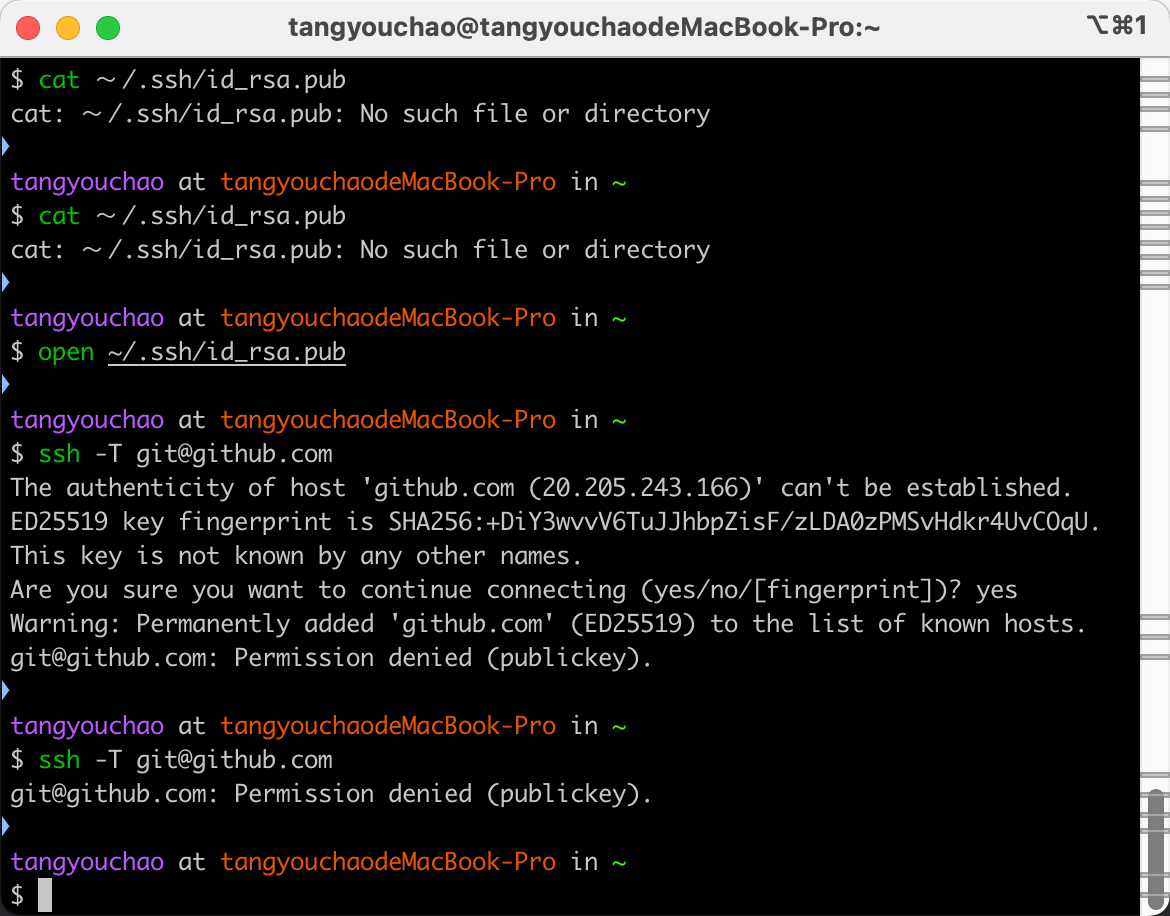 tangyouchao@tangyouchaodeMacBook-Pro:~ ⌥⌘1
$ cat ~/.ssh/id_rsa.pub
cat: ~/.ssh/id_rsa.pub: No such file or directory
tangyouchao at tangyouchaodeMacBook-Pro in ~
$ cat ~/.ssh/id_rsa.pub
cat: ~/.ssh/id_rsa.pub: No such file or directory
tangyouchao at tangyouchaodeMacBook-Pro in ~
$ open ~/.ssh/id_rsa.pub
tangyouchao at tangyouchaodeMacBook-Pro in ~
$ ssh -T git@github.com
The authenticity of host 'github.com (20.205.243.166)' can't be established.
ED25519 key fingerprint is SHA256:+DiY3wvvV6TuJJhbpZisF/zLDA0zPMSvHdkr4UvCOqU.
This key is not known by any other names.
Are you sure you want to continue connecting (yes/no/[fingerprint])? yes
Warning: Permanently added 'github.com' (ED25519) to the list of known hosts.
git@github.com: Permission denied (publickey).
tangyouchao at tangyouchaodeMacBook-Pro in ~
$ ssh -T git@github.com
git@github.com: Permission denied (publickey).
tangyouchao at tangyouchaodeMacBook-Pro in ~
$